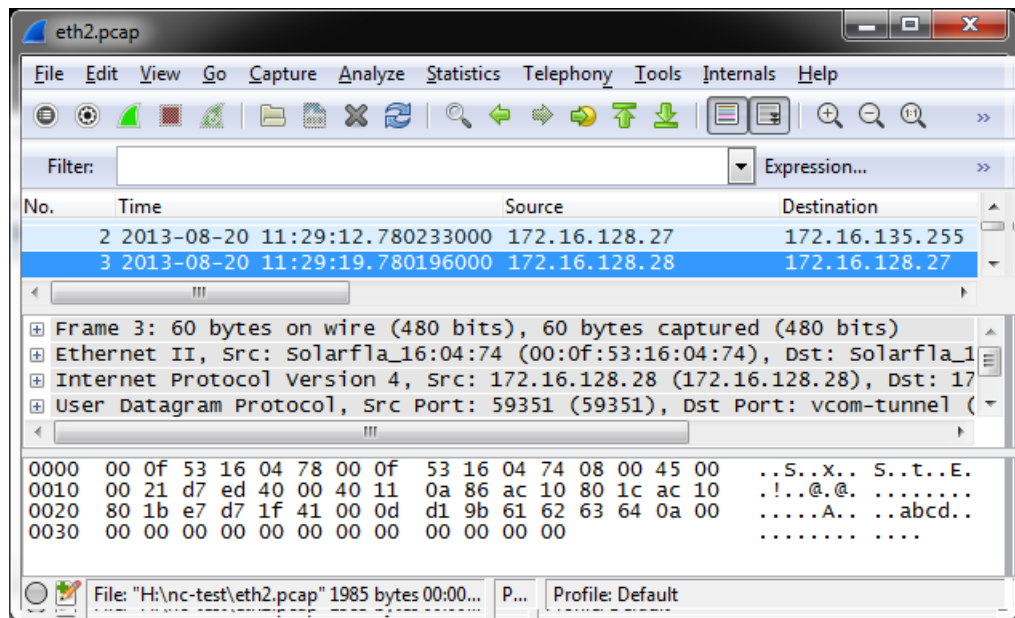 eth2.pcap
File Edit View Go Capture Analyze Statistics Telephony Tools Internals Help
Filter: Expression...
No. Time Source Destination
2 2013-08-20 11:29:12.780233000 172.16.128.27 172.16.135.255
3 2013-08-20 11:29:19.780196000 172.16.128.28 172.16.128.27
Frame 3: 60 bytes on wire (480 bits), 60 bytes captured (480 bits)
Ethernet II, Src: Solarfla_16:04:74 (00:0f:53:16:04:74), Dst: Solarfla_1
Internet Protocol Version 4, Src: 172.16.128.28 (172.16.128.28), Dst: 17
User Datagram Protocol, Src Port: 59351 (59351), Dst Port: vcom-tunnel (
0000 00 0f 53 16 04 78 00 0f 53 16 04 74 08 00 45 00 ..S..x.. S..t..E.
0010 00 21 d7 ed 40 00 40 11 0a 86 ac 10 80 1c ac 10 .!..@.@. ........
0020 80 1b e7 d7 1f 41 00 0d d1 9b 61 62 63 64 0a 00 .....A.. ..abcd..
0030 00 00 00 00 00 00 00 00 00 00 00 00 ........ ....
File: "H:\nc-test\eth2.pcap" 1985 bytes 00:00... P... Profile: Default